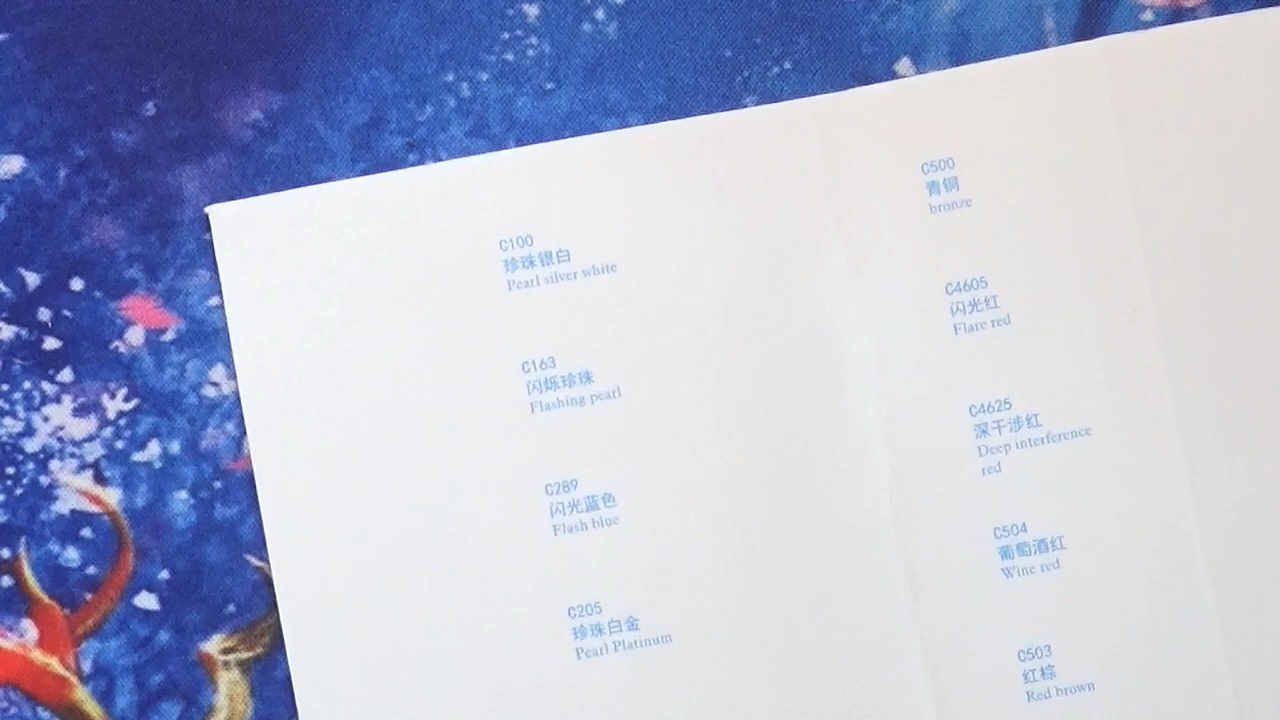 C100
珍珠银白
Pearl silver white
C163
闪烁珍珠
Flashing pearl
C289
闪光蓝色
Flash blue
C205
珍珠白金
Pearl Platinum
C500
青铜
bronze
C4605
闪光红
Flare red
C4625
深干涉红
Deep interference
red
C504
葡萄酒红
Wine red
C503
红棕
Red brown